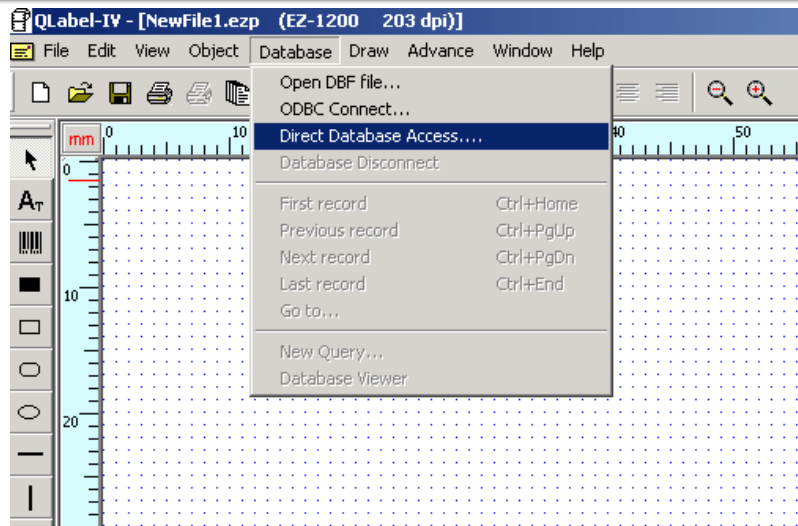 QLabel-IV - [NewFile1.ezp (EZ-1200 203 dpi)]
File Edit View Object Database Draw Advance Window Help
Open DBF file...
ODBC Connect...
Direct Database Access....
Database Disconnect
First record Ctrl+Home
Previous record Ctrl+PgUp
Next record Ctrl+PgDn
Last record Ctrl+End
Go to...
New Query...
Database Viewer
mm 0 10 40 50
0
AT
10
20